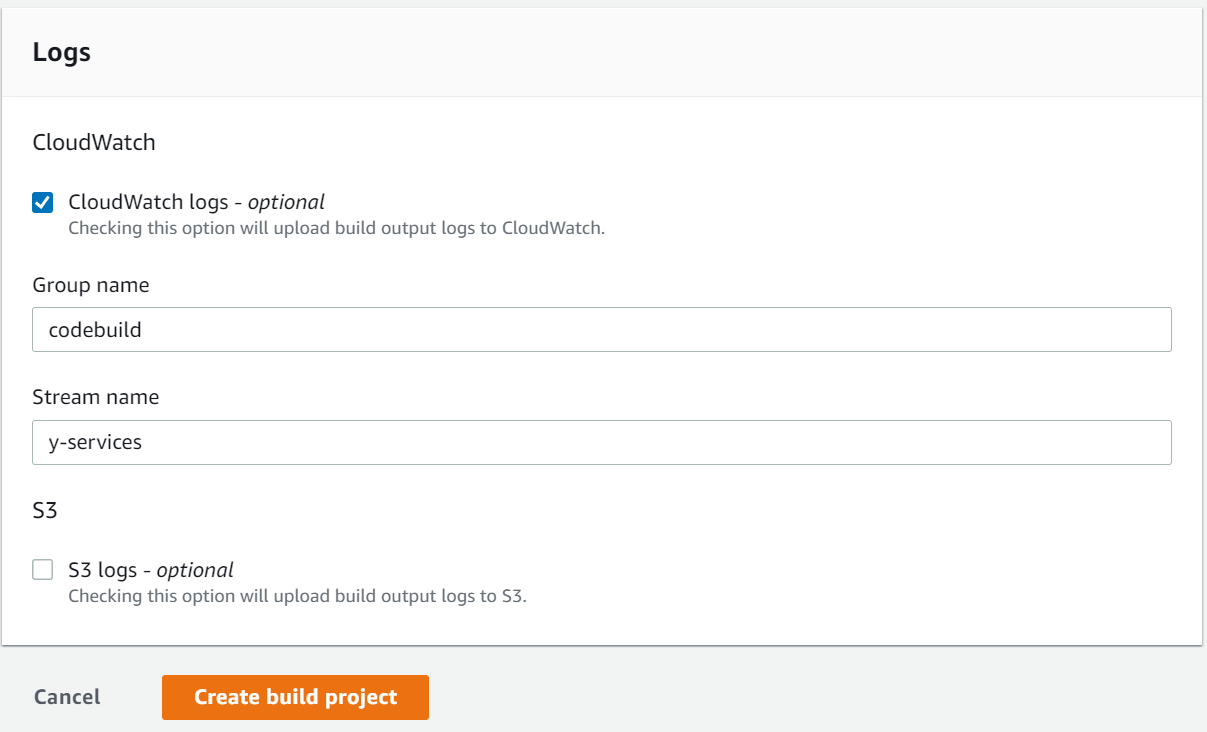 Logs
CloudWatch
CloudWatch logs - optional
Checking this option will upload build output logs to CloudWatch.
Group name
codebuild
Stream name
y-services
S3
S3 logs - optional
Checking this option will upload build output logs to S3.
Cancel
Create build project